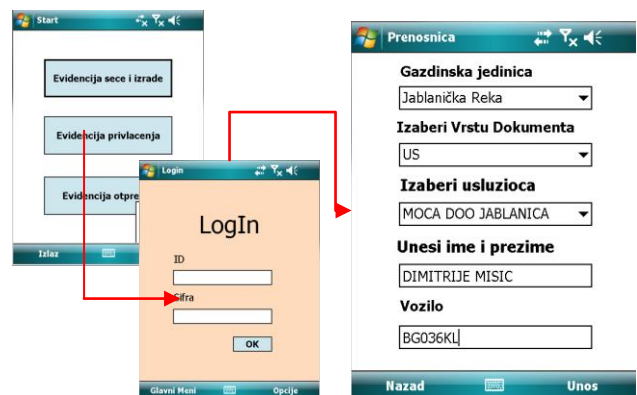 Start
Evidencija sece i izrade
Evidencija privlacenja
Evidencija otpre
Izlaz
Login
LogIn
ID
Sifra
OK
Glavni Meni
Opcije
Prenosnica
Gazdinska jedinica
Jablanička Reka
Izaberi Vrstu Dokumenta
US
Izaberi usluzioca
MOCA DOO JABLANICA
Unesi ime i prezime
DIMITRIJE MISIC
Vozilo
BG036KL
Nazad
Unos